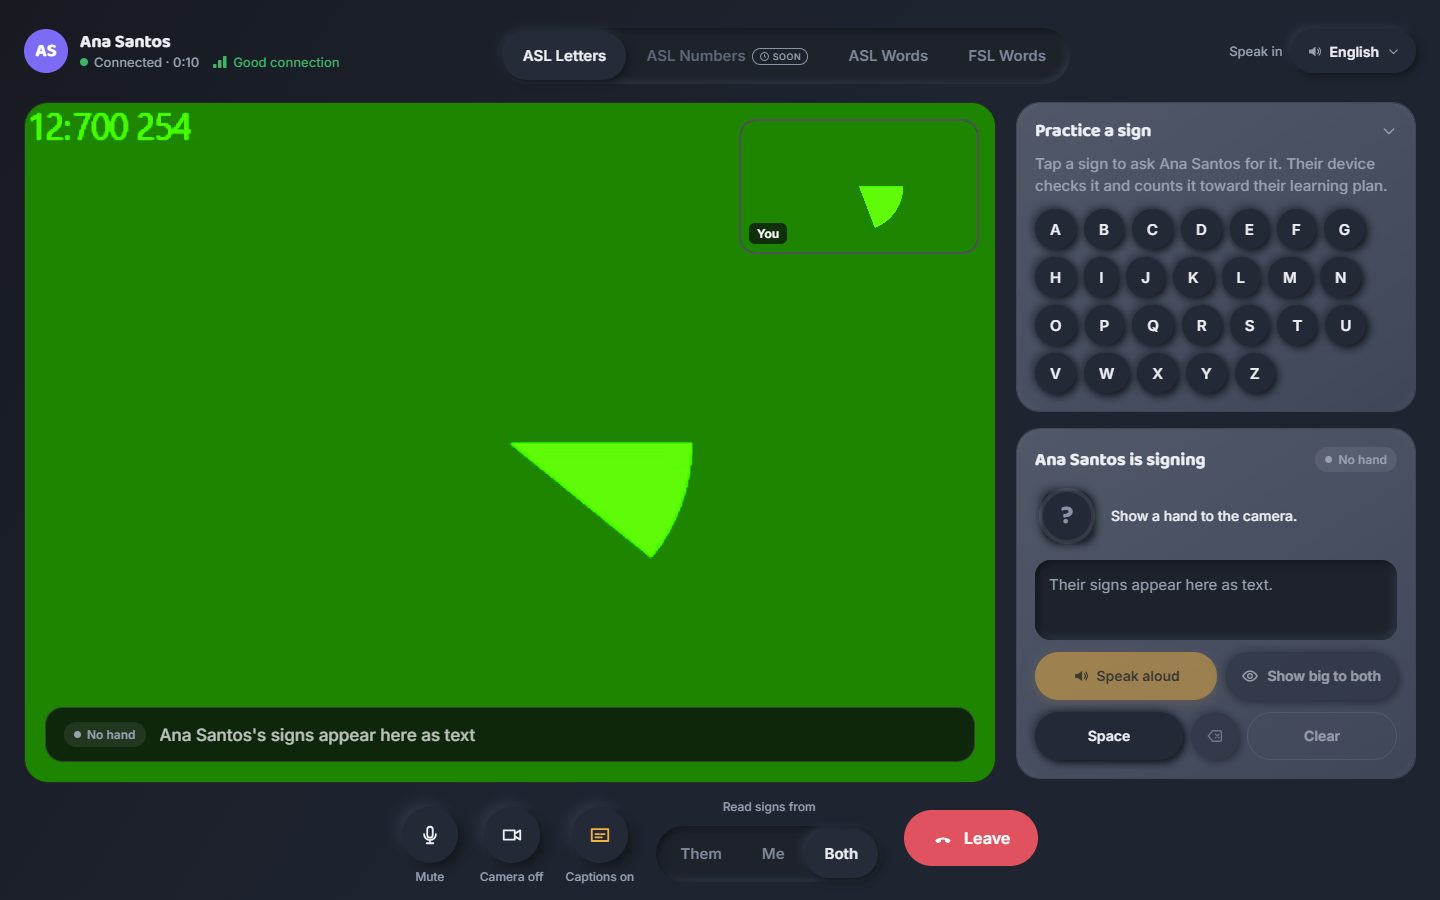 AS
Ana Santos
Connected · 0:10
Good connection
ASL Letters
ASL Numbers
SOON
ASL Words
FSL Words
Speak in
English
12:700 254
You
No hand
Ana Santos's signs appear here as text
Practice a sign
Tap a sign to ask Ana Santos for it. Their device
checks it and counts it toward their learning plan.
A B C D E F G
H I J K L M N
O P Q R S T U
V W X Y Z
Ana Santos is signing
No hand
?
Show a hand to the camera.
Their signs appear here as text.
Speak aloud
Show big to both
Space
Clear
Mute
Camera off
Captions on
Read signs from
Them
Me
Both
Leave